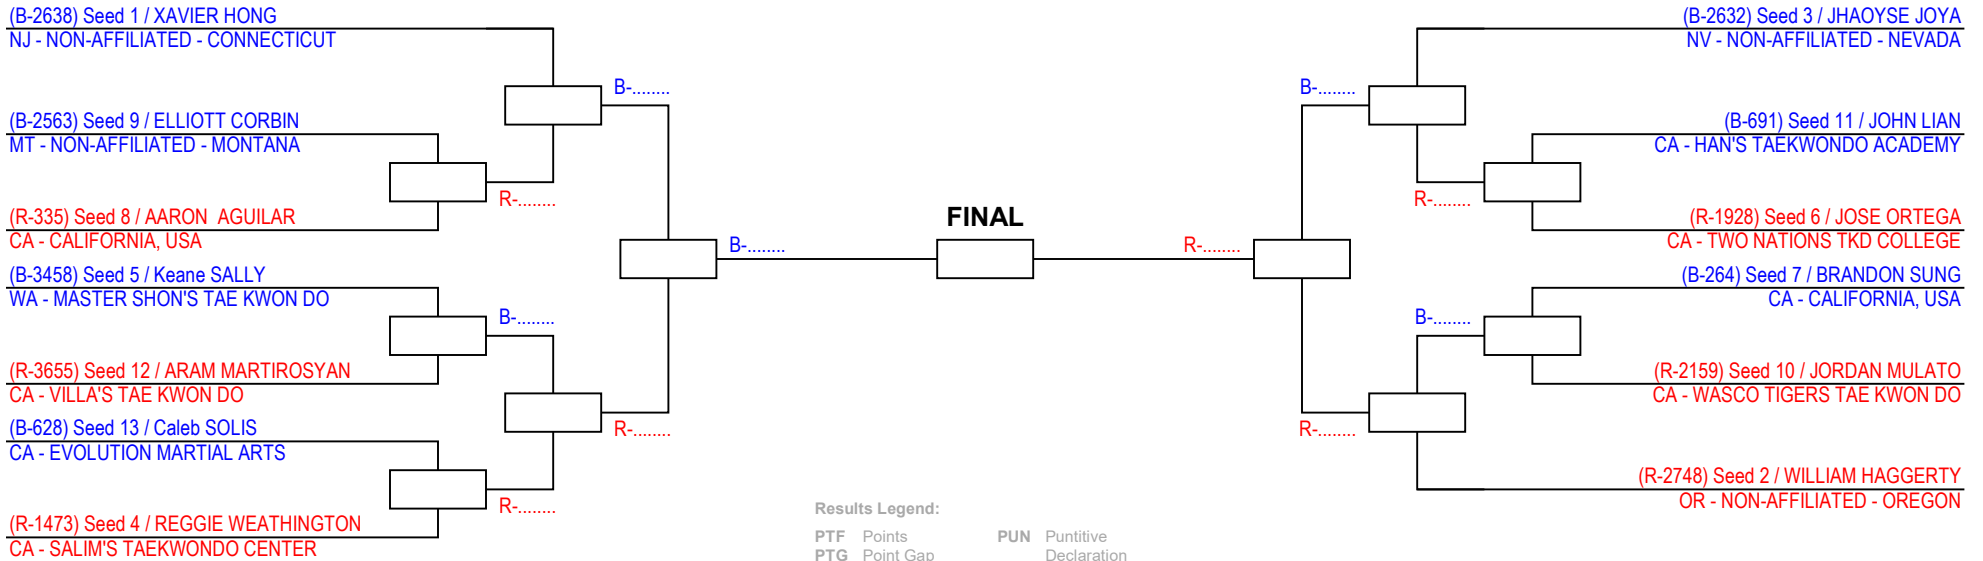 (B-2638) Seed 1 / XAVIER HONG
NJ - NON-AFFILIATED - CONNECTICUT
B-........
(B-2563) Seed 9 / ELLIOTT CORBIN
MT - NON-AFFILIATED - MONTANA
R-........
(R-335) Seed 8 / AARON  AGUILAR
CA - CALIFORNIA, USA
B-........
(B-3458) Seed 5 / Keane SALLY
WA - MASTER SHON'S TAE KWON DO
B-........
(R-3655) Seed 12 / ARAM MARTIROSYAN
CA - VILLA'S TAE KWON DO
R-........
(B-628) Seed 13 / Caleb SOLIS
CA - EVOLUTION MARTIAL ARTS
R-........
(R-1473) Seed 4 / REGGIE WEATHINGTON
CA - SALIM'S TAEKWONDO CENTER
FINAL
(B-2632) Seed 3 / JHAOYSE JOYA
NV - NON-AFFILIATED - NEVADA
B-........
(B-691) Seed 11 / JOHN LIAN
CA - HAN'S TAEKWONDO ACADEMY
R-........
(R-1928) Seed 6 / JOSE ORTEGA
CA - TWO NATIONS TKD COLLEGE
R-........
(B-264) Seed 7 / BRANDON SUNG
CA - CALIFORNIA, USA
B-........
(R-2159) Seed 10 / JORDAN MULATO
CA - WASCO TIGERS TAE KWON DO
R-........
(R-2748) Seed 2 / WILLIAM HAGGERTY
OR - NON-AFFILIATED - OREGON
Results Legend:
PTF Points PUN Puntitive
PTG Point Gap Declaration